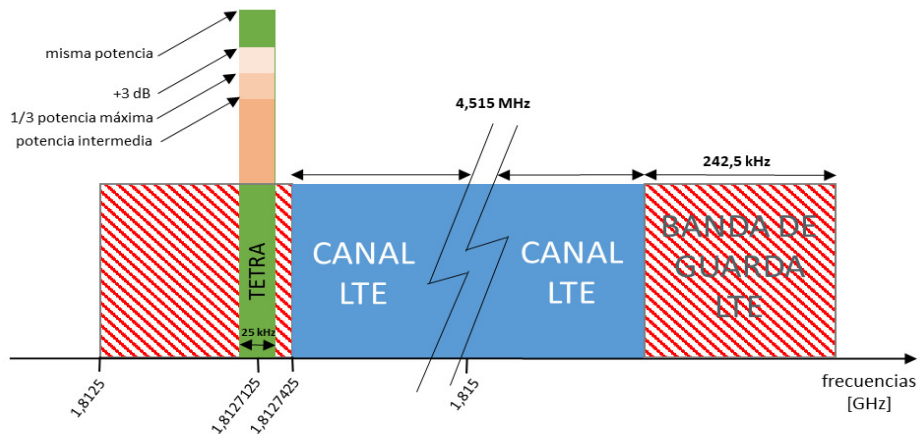 misma potencia
+3 dB
1/3 potencia máxima
potencia intermedia
4,515 MHz
242,5 kHz
CANAL
LTE
CANAL
LTE
BANDA DE
GUARDA
LTE
TETRA
25 kHz
1,8125
1,8127125
1,8127425
1,815
frecuencias
[GHz]